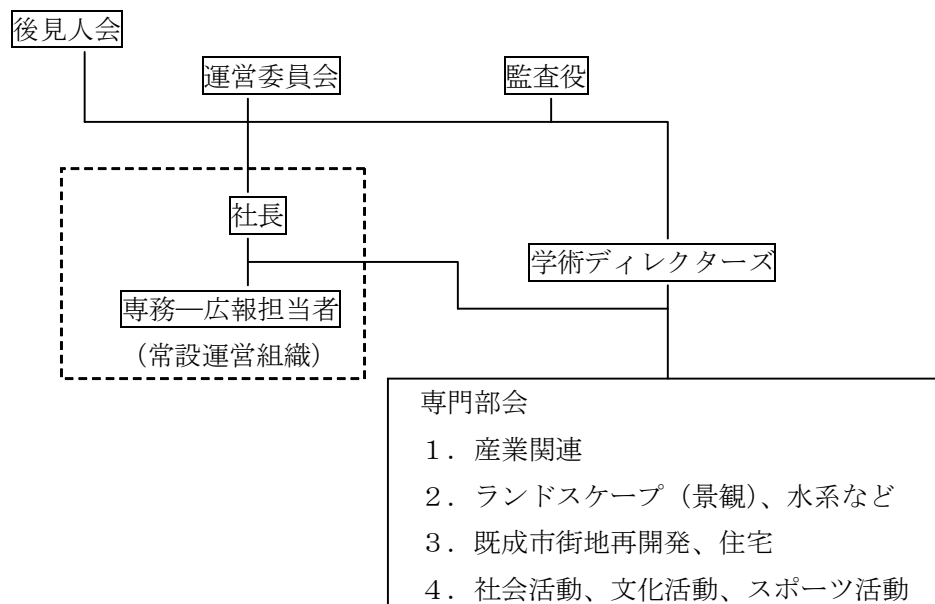 後見人会
運営委員会
監査役
社長
学術ディレクターズ
専務―広報担当者
（常設運営組織）
専門部会
１．産業関連
２．ランドスケープ（景観）、水系など
３．既成市街地再開発、住宅
４．社会活動、文化活動、スポーツ活動